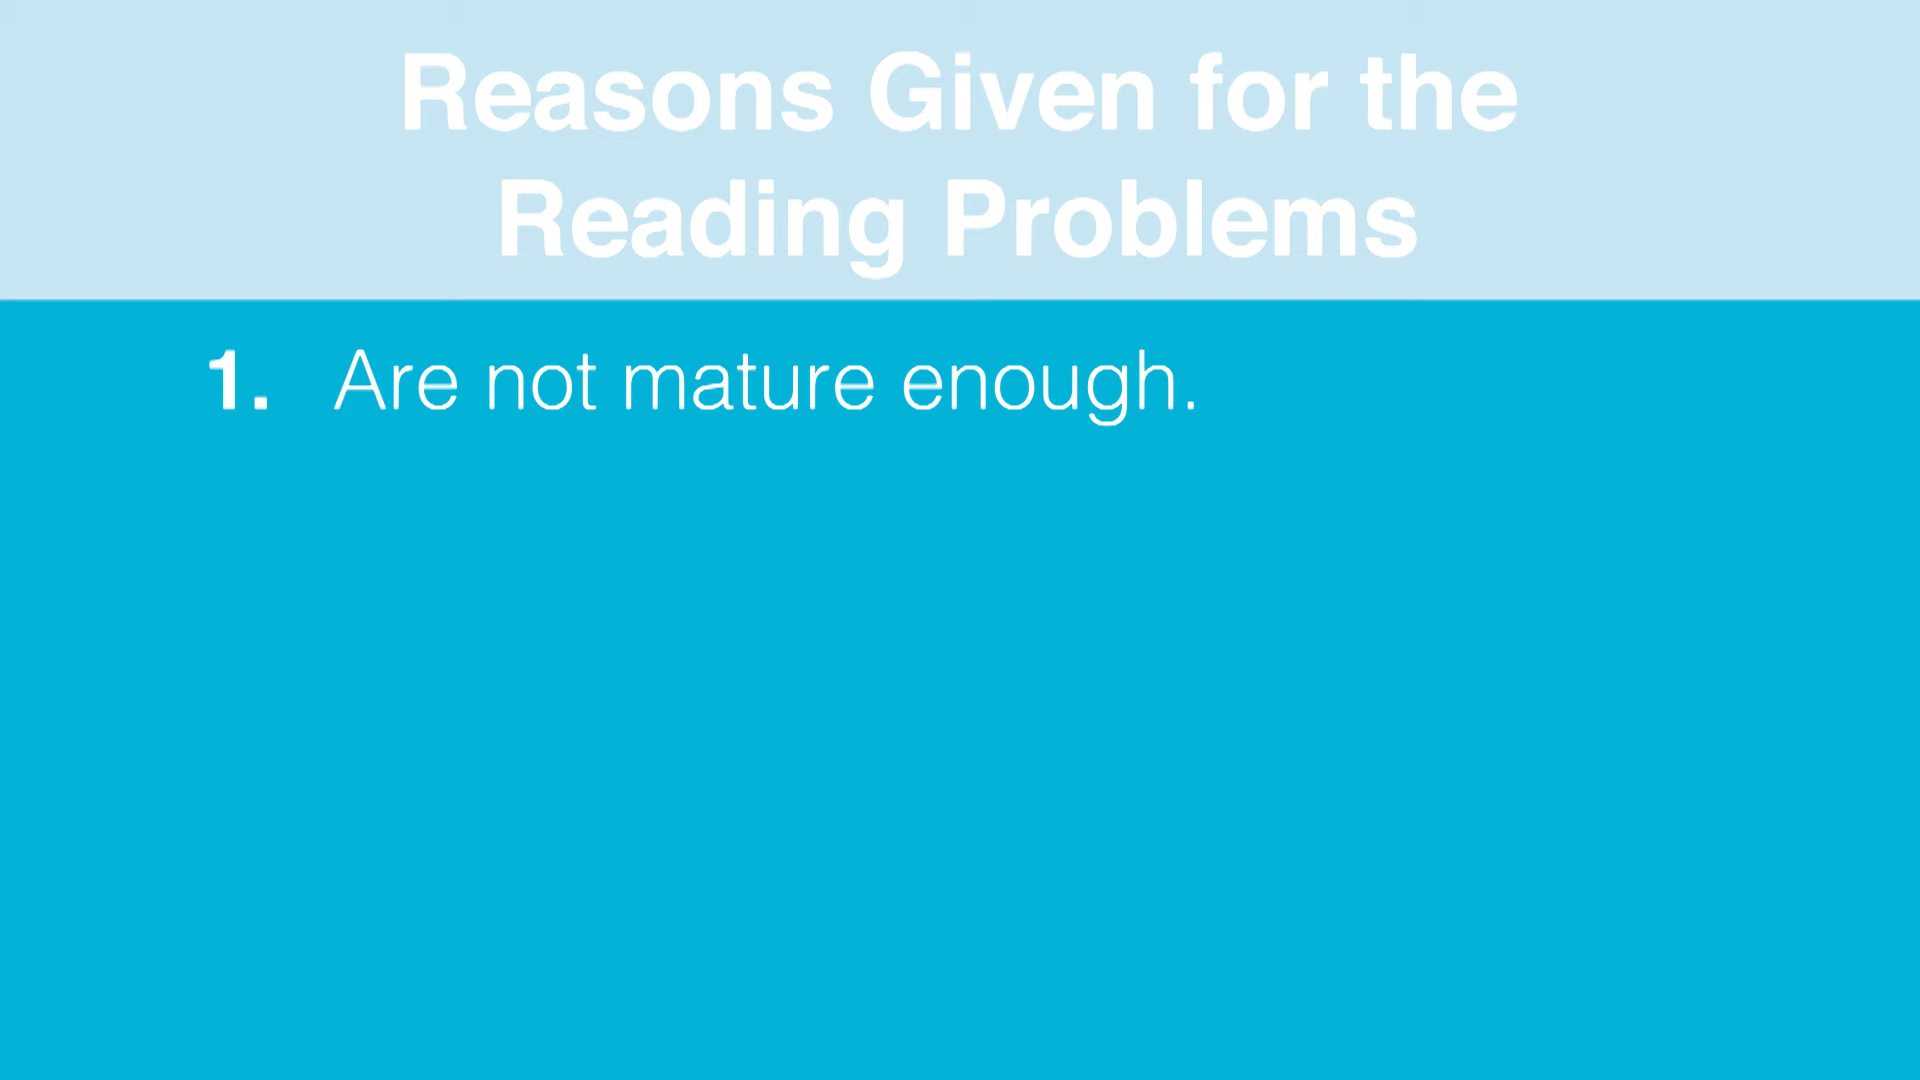 Reasons Given for the
Reading Problems
1. Are not mature enough.